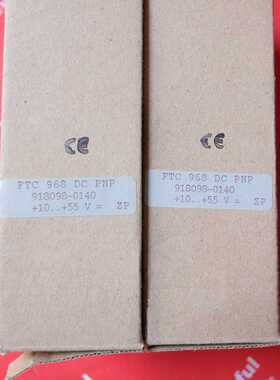 CE
FTC 968 DC PNP
918098-0140
+10..+55 V = ZP
CE
FTC 968 DC PNP
918098-0140
+10..+55 V = ZP